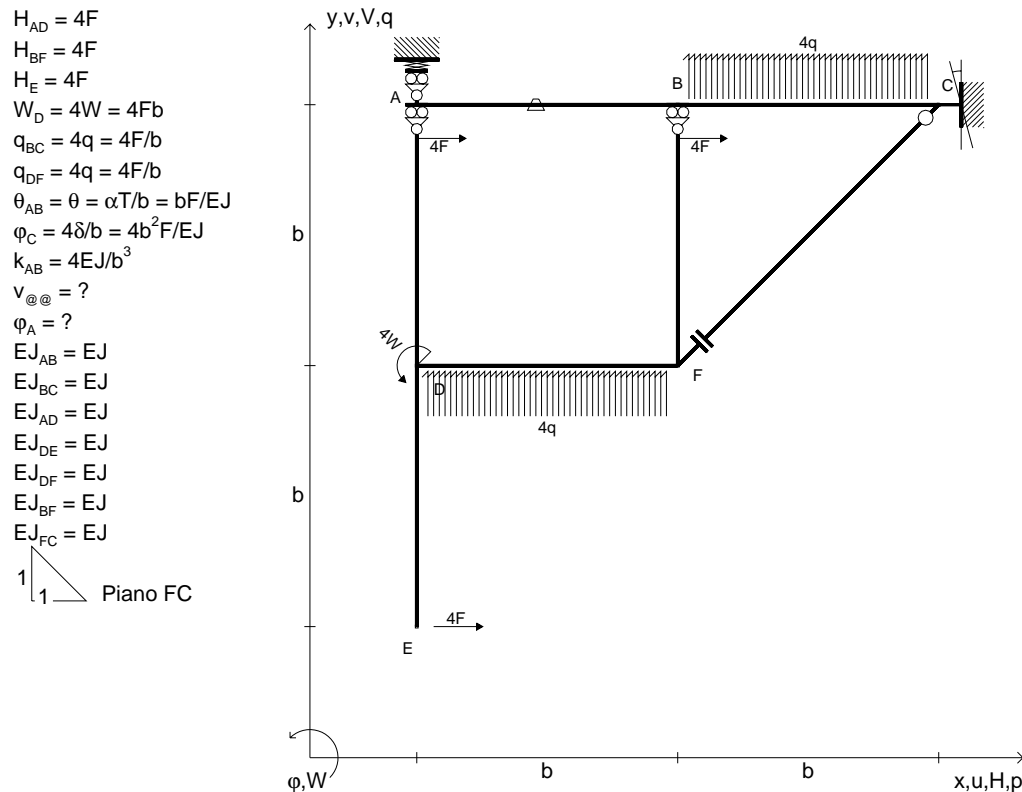 H_AD = 4F
H_BF = 4F
H_E = 4F
W_D = 4W = 4Fb
q_BC = 4q = 4F/b
q_DF = 4q = 4F/b
θ_AB = θ = αT/b = bF/EJ
φ_C = 4δ/b = 4b²F/EJ
k_AB = 4EJ/b³
v_@@ = ?
φ_A = ?
EJ_AB = EJ
EJ_BC = EJ
EJ_AD = EJ
EJ_DE = EJ
EJ_DF = EJ
EJ_BF = EJ
EJ_FC = EJ
1
1
Piano FC
y,v,V,q
4q
A
B
C
4F
4F
b
4W
D
F
4q
b
4F
E
φ,W
b
b
x,u,H,p